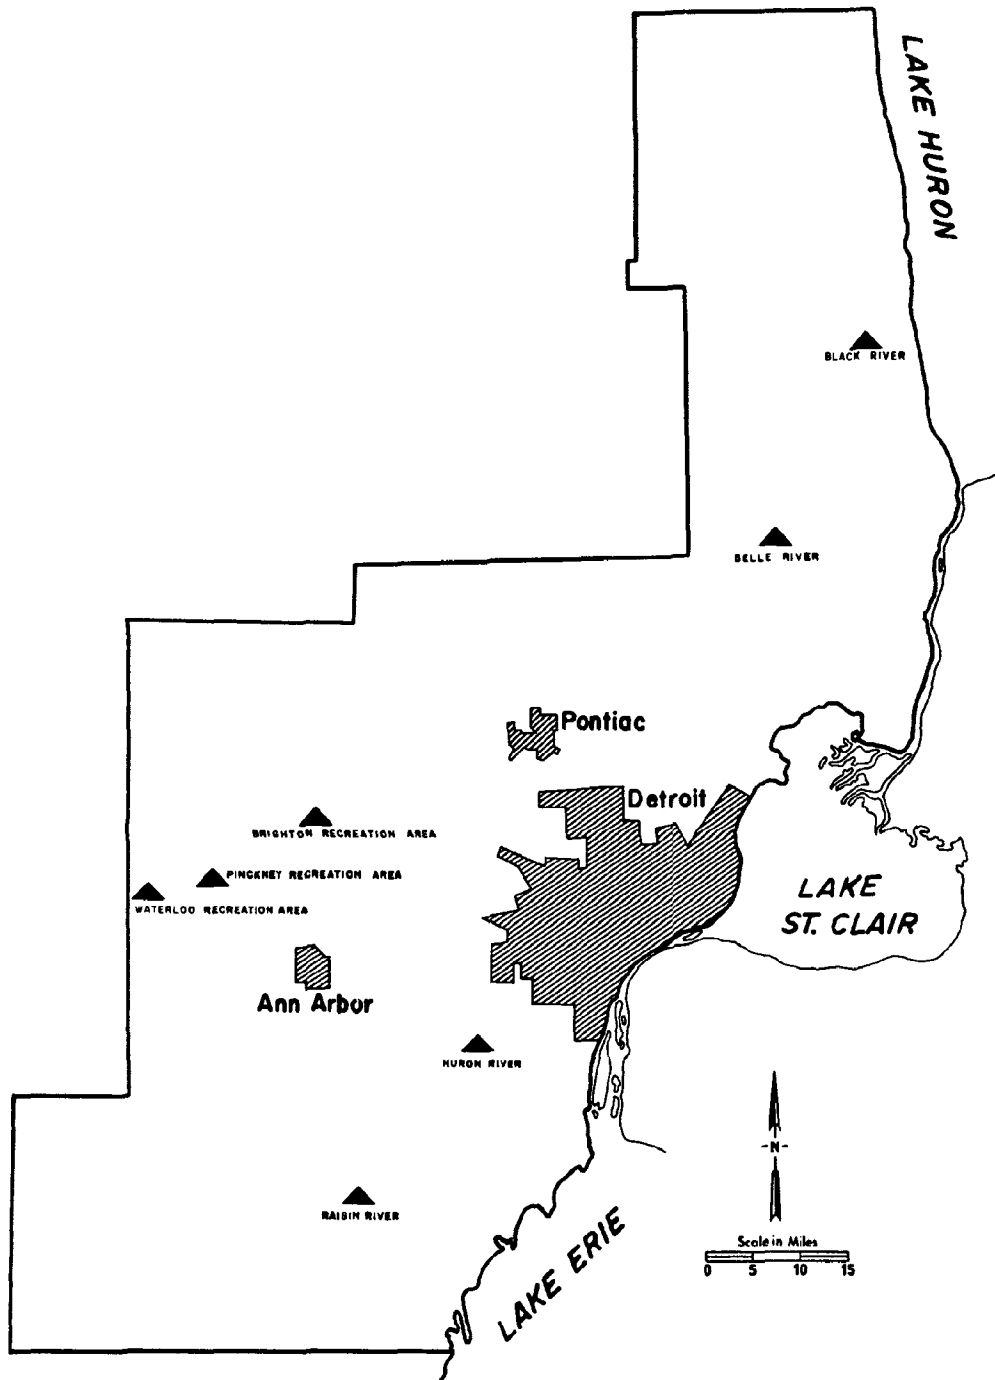 LAKE HURON
BLACK RIVER
BELLE RIVER
Pontiac
Detroit
BRIGHTON RECREATION AREA
PINCKNEY RECREATION AREA
WATERLOO RECREATION AREA
LAKE
ST. CLAIR
Ann Arbor
HURON RIVER
-N-
RAISIN RIVER
LAKE ERIE
Scale in Miles
0 5 10 15